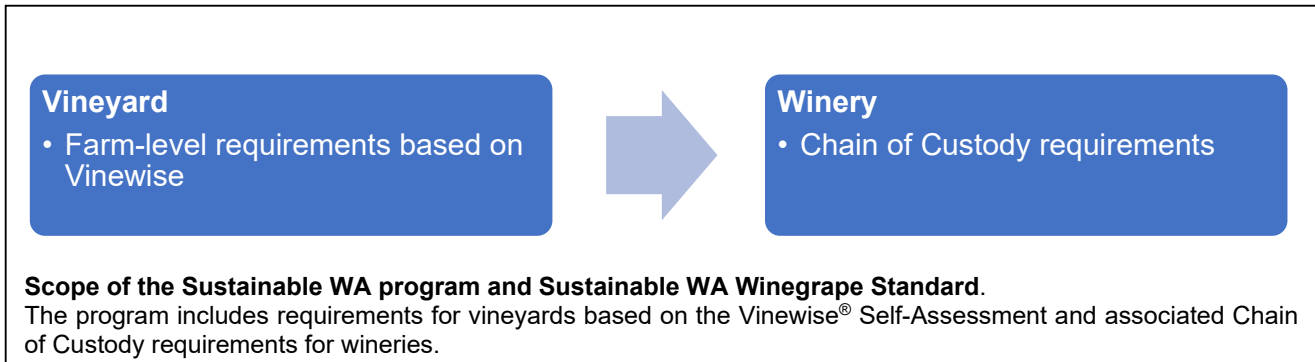 Vineyard
• Farm-level requirements based on
Vinewise
Winery
• Chain of Custody requirements
Scope of the Sustainable WA program and Sustainable WA Winegrape Standard.
The program includes requirements for vineyards based on the Vinewise® Self-Assessment and associated Chain
of Custody requirements for wineries.